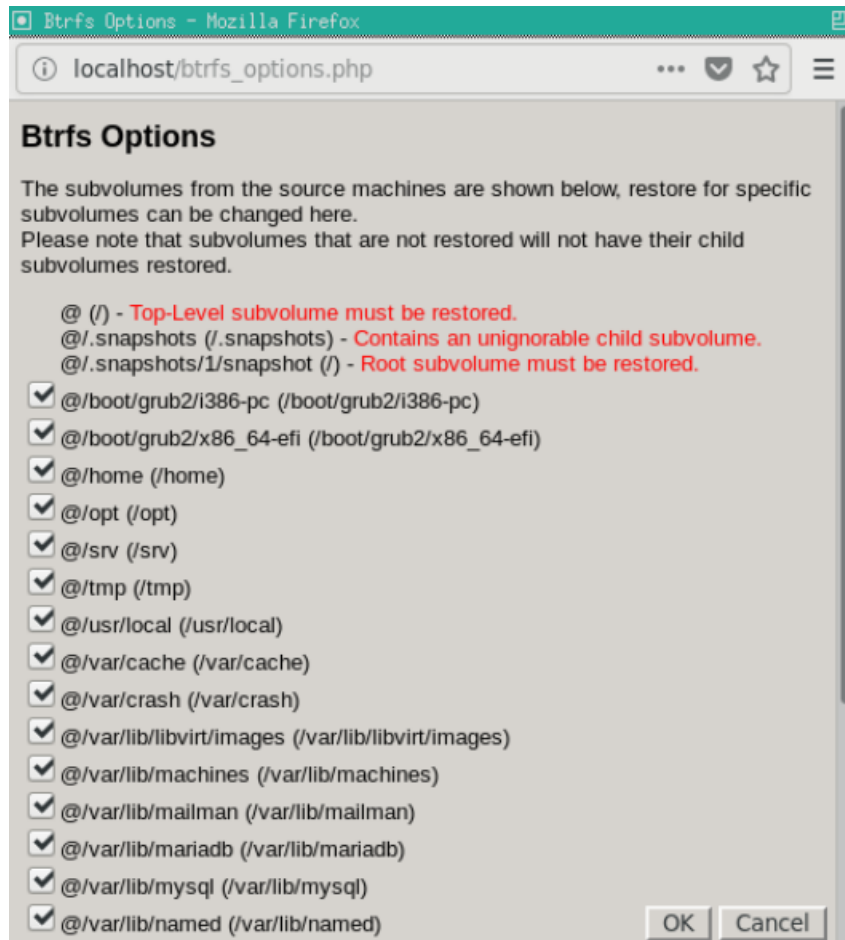 Btrfs Options - Mozilla Firefox
localhost/btrfs_options.php
Btrfs Options
The subvolumes from the source machines are shown below, restore for specific
subvolumes can be changed here.
Please note that subvolumes that are not restored will not have their child
subvolumes restored.
@ (/) - Top-Level subvolume must be restored.
@/.snapshots (/.snapshots) - Contains an unignorable child subvolume.
@/.snapshots/1/snapshot (/) - Root subvolume must be restored.
@/boot/grub2/i386-pc (/boot/grub2/i386-pc)
@/boot/grub2/x86_64-efi (/boot/grub2/x86_64-efi)
@/home (/home)
@/opt (/opt)
@/srv (/srv)
@/tmp (/tmp)
@/usr/local (/usr/local)
@/var/cache (/var/cache)
@/var/crash (/var/crash)
@/var/lib/libvirt/images (/var/lib/libvirt/images)
@/var/lib/machines (/var/lib/machines)
@/var/lib/mailman (/var/lib/mailman)
@/var/lib/mariadb (/var/lib/mariadb)
@/var/lib/mysql (/var/lib/mysql)
@/var/lib/named (/var/lib/named)
OK Cancel